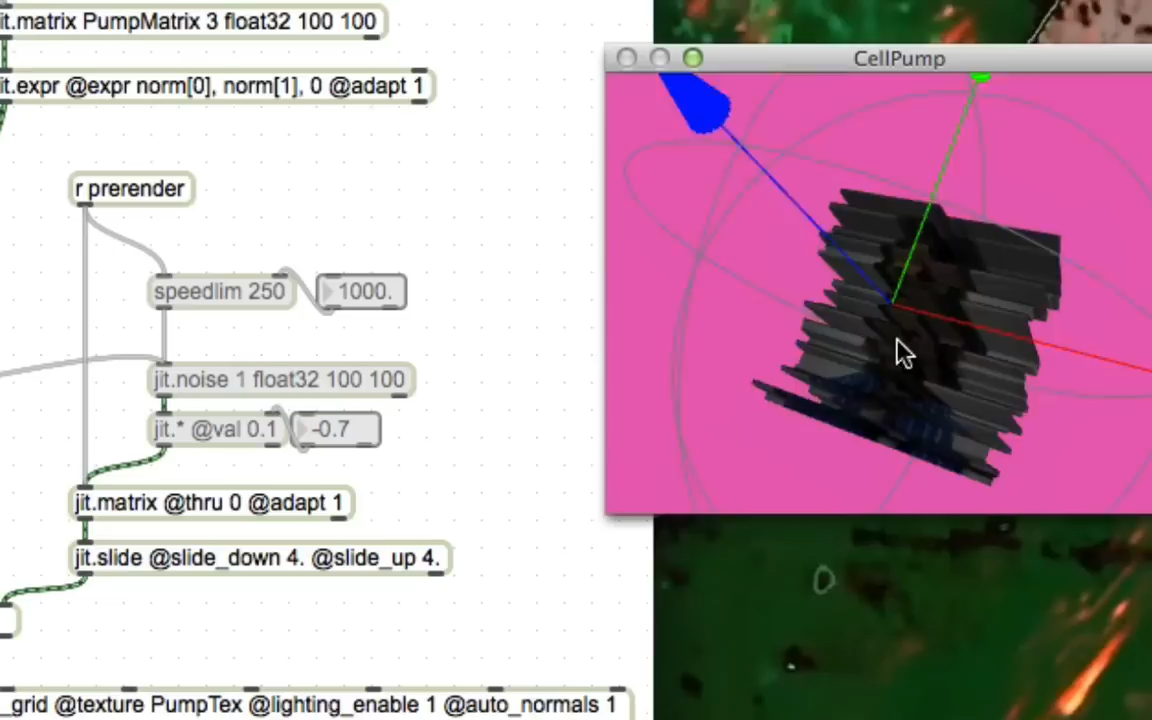 it.matrix PumpMatrix 3 float32 100 100
it.expr @expr norm[0], norm[1], 0 @adapt 1
CellPump
r prerender
speedlim 250
1000.
jit.noise 1 float32 100 100
jit.* @val 0.1
-0.7
jit.matrix @thru 0 @adapt 1
jit.slide @slide_down 4. @slide_up 4.
_grid @texture PumpTex @lighting_enable 1 @auto_normals 1